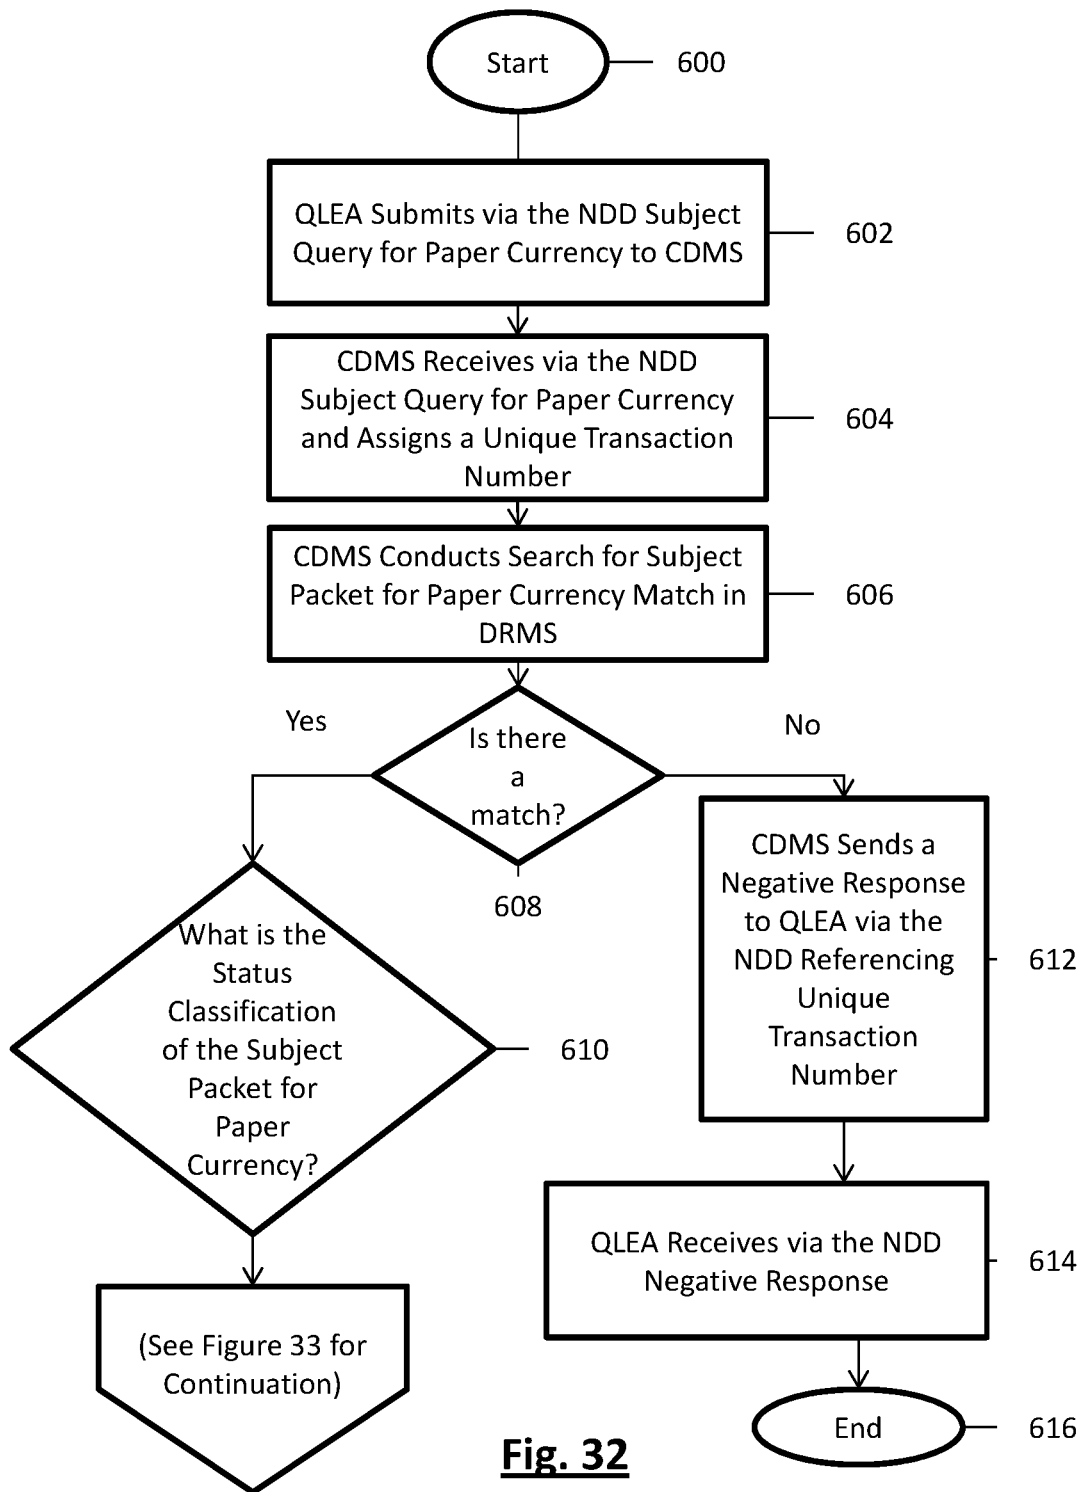 Start
600
QLEA Submits via the NDD Subject
Query for Paper Currency to CDMS
602
CDMS Receives via the NDD
Subject Query for Paper Currency
and Assigns a Unique Transaction
Number
604
CDMS Conducts Search for Subject
Packet for Paper Currency Match in
DRMS
606
Yes
Is there
a
match?
No
608
What is the
Status
Classification
of the Subject
Packet for
Paper
Currency?
610
CDMS Sends a
Negative Response
to QLEA via the
NDD Referencing
Unique
Transaction
Number
612
QLEA Receives via the NDD
Negative Response
614
(See Figure 33 for
Continuation)
End
616
Fig. 32